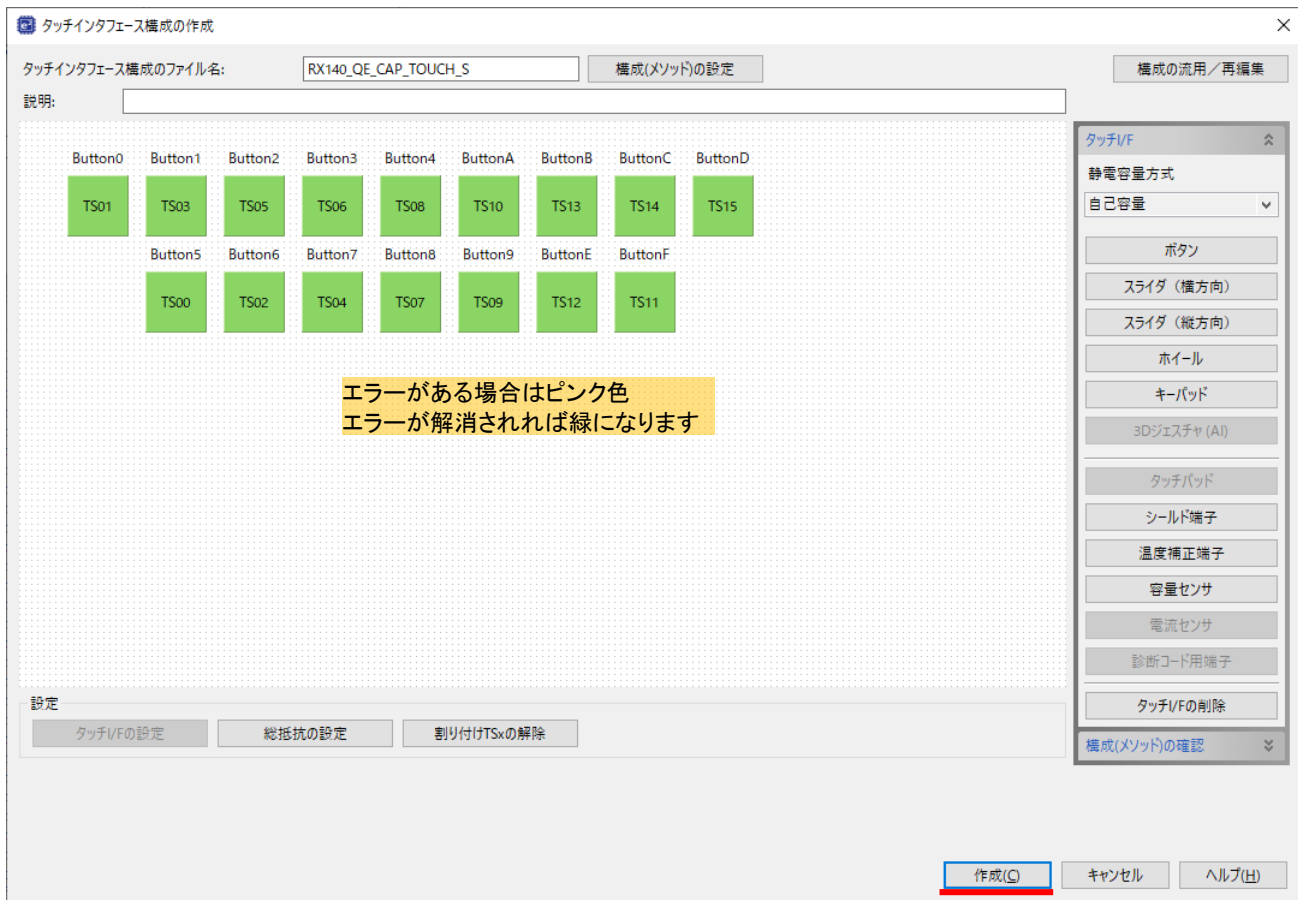 タッチインタフェース構成の作成
タッチインタフェース構成のファイル名: RX140_QE_CAP_TOUCH_S 構成(メソッド)の設定 構成の流用/再編集
説明:
Button0 Button1 Button2 Button3 Button4 ButtonA ButtonB ButtonC ButtonD
TS01 TS03 TS05 TS06 TS08 TS10 TS13 TS14 TS15
Button5 Button6 Button7 Button8 Button9 ButtonE ButtonF
TS00 TS02 TS04 TS07 TS09 TS12 TS11
エラーがある場合はピンク色
エラーが解消されれば緑になります
タッチI/F
静電容量方式
自己容量
ボタン
スライダ（横方向）
スライダ（縦方向）
ホイール
キーパッド
3Dジェスチャ (AI)
タッチパッド
シールド端子
温度補正端子
容量センサ
電流センサ
診断コード用端子
タッチI/Fの削除
構成(メソッド)の確認
設定
タッチI/Fの設定 総抵抗の設定 割り付けTSxの解除
作成(C) キャンセル ヘルプ(H)